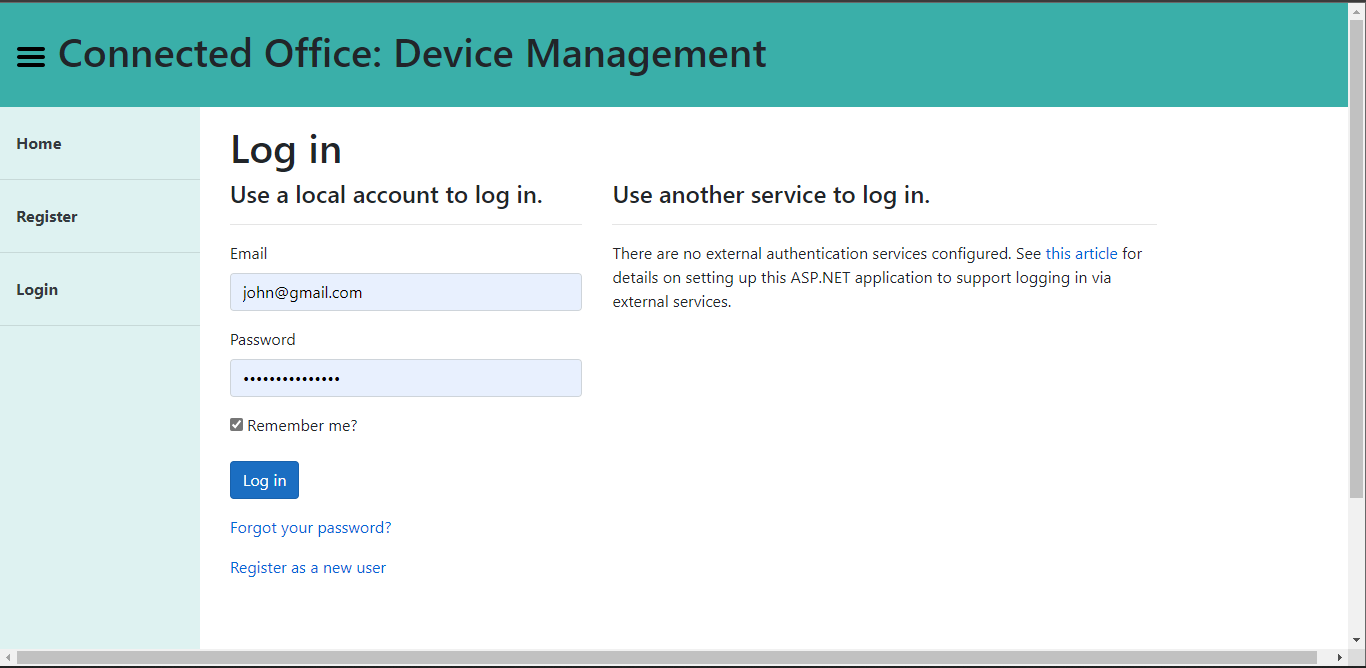 Connected Office: Device Management
Home
Register
Login
Log in
Use a local account to log in.
Email
john@gmail.com
Password
•••••••••••••••
Remember me?
Log in
Forgot your password?
Register as a new user
Use another service to log in.
There are no external authentication services configured. See this article for
details on setting up this ASP.NET application to support logging in via
external services.